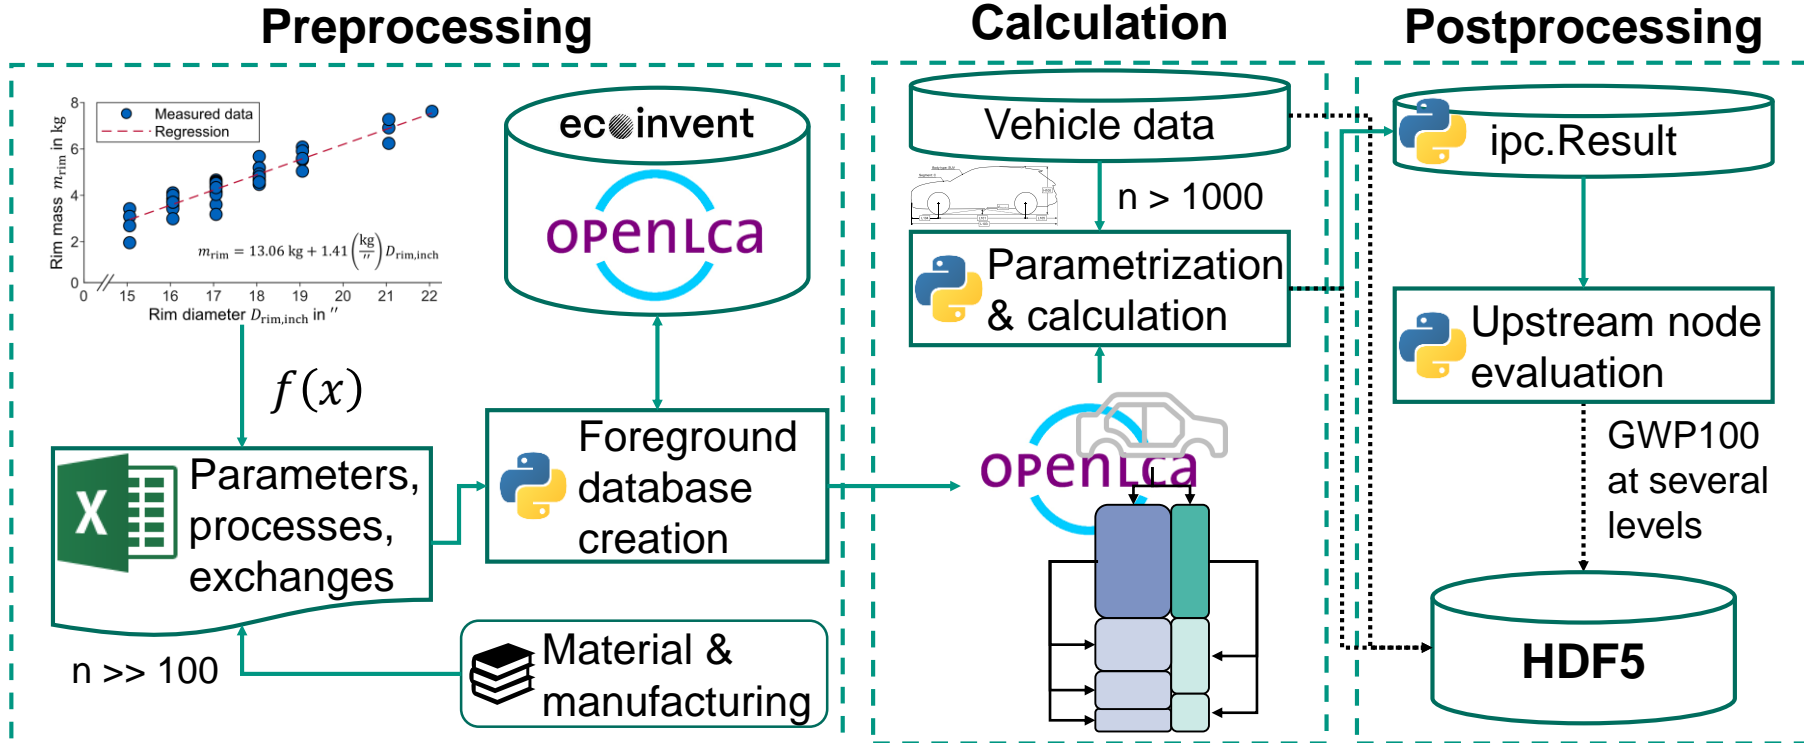 Preprocessing
Calculation
Postprocessing
8
6
4
2
0
Rim mass m_rim in kg
Measured data
Regression
m_rim = 13.06 kg + 1.41 (kg/′′) D_rim,inch
0
15
16
17
18
19
20
21
22
Rim diameter D_rim,inch in ′′
f(x)
ecoinvent
openLca
X
Parameters,
processes,
exchanges
Foreground
database
creation
n >> 100
Material &
manufacturing
Vehicle data
n > 1000
Parametrization
& calculation
openLca
ipc.Result
Upstream node
evaluation
GWP100
at several
levels
HDF5